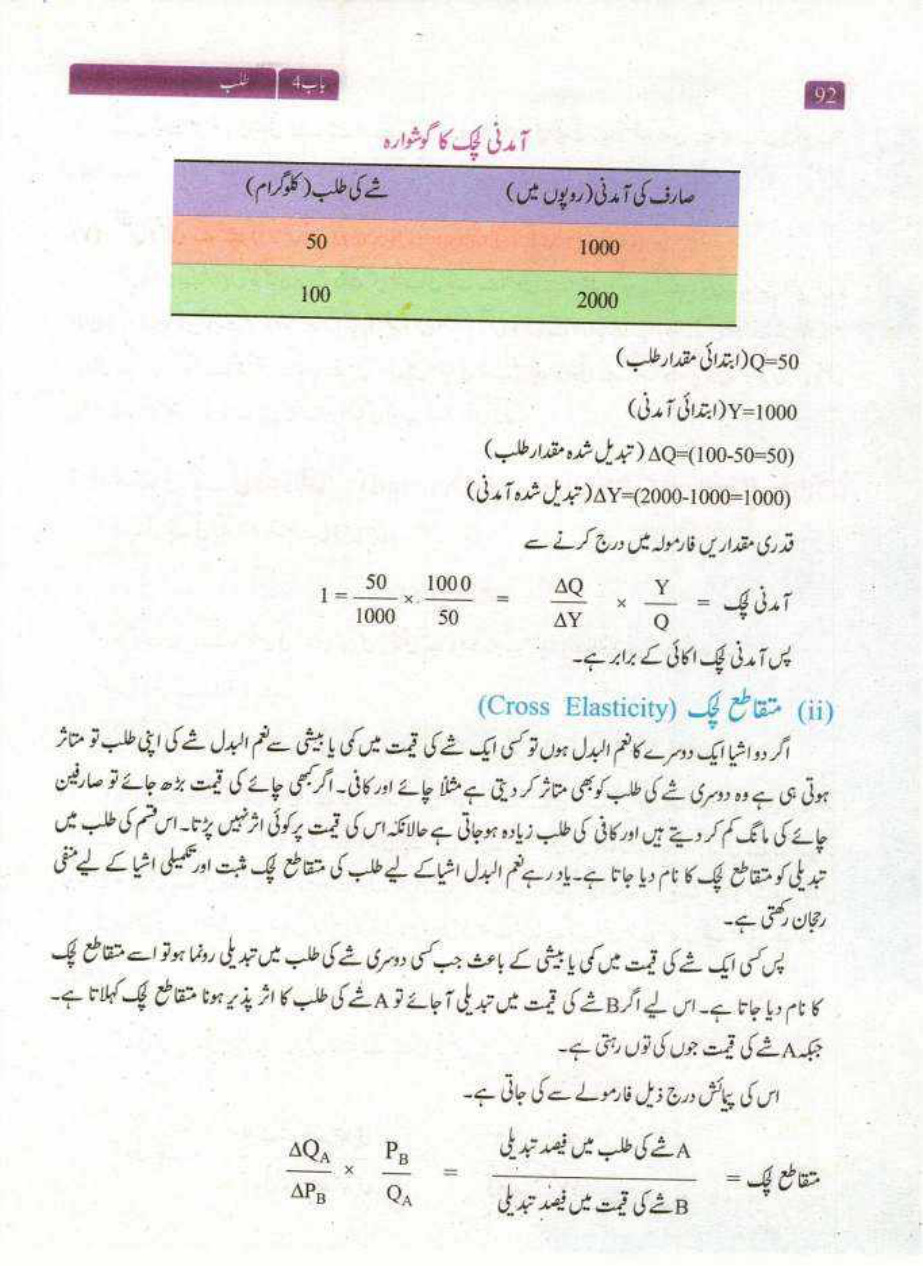 باب 4 طلب
92
آمدنی لچک کا گوشوارہ
صارف کی آمدنی (روپوں میں) شے کی طلب (کلوگرام)
1000 50
2000 100
Q=50 (ابتدائی مقدار طلب)
Y=1000 (ابتدائی آمدنی)
ΔQ=(100-50=50) (تبدیل شدہ مقدار طلب)
ΔY=(2000-1000=1000) (تبدیل شدہ آمدنی)
قدری مقداریں فارمولہ میں درج کرنے سے
آمدنی لچک = Y/Q × ΔQ/ΔY = 1000/50 × 50/1000 = 1
پس آمدنی لچک اکائی کے برابر ہے۔
(ii) متقاطع لچک (Cross Elasticity)
اگر دو اشیا ایک دوسرے کا نعم البدل ہوں تو کسی ایک شے کی قیمت میں کمی یا بیشی سے نعم البدل شے کی اپنی طلب تو متاثر
ہوتی ہی ہے وہ دوسری شے کی طلب کو بھی متاثر کر دیتی ہے مثلاً چائے اور کافی۔ اگر کبھی چائے کی قیمت بڑھ جائے تو صارفین
چائے کی مانگ کم کر دیتے ہیں اور کافی کی طلب زیادہ ہوجاتی ہے حالانکہ اس کی قیمت پر کوئی اثر نہیں پڑتا۔ اس قسم کی طلب میں
تبدیلی کو متقاطع لچک کا نام دیا جاتا ہے۔ یاد رہے نعم البدل اشیا کے لیے طلب کی متقاطع لچک مثبت اور تکمیلی اشیا کے لیے منفی
رجحان رکھتی ہے۔
پس کسی ایک شے کی قیمت میں کمی یا بیشی کے باعث جب کسی دوسری شے کی طلب میں تبدیلی رونما ہو تو اسے متقاطع لچک
کا نام دیا جاتا ہے۔ اس لیے اگر B شے کی قیمت میں تبدیلی آجائے تو A شے کی طلب کا اثر پذیر ہونا متقاطع لچک کہلاتا ہے۔
جبکہ A شے کی قیمت جوں کی توں رہتی ہے۔
اس کی پیمائش درج ذیل فارمولے سے کی جاتی ہے۔
متقاطع لچک = A شے کی طلب میں فیصد تبدیلی / B شے کی قیمت میں فیصد تبدیلی = P_B/Q_A × ΔQ_A/ΔP_B